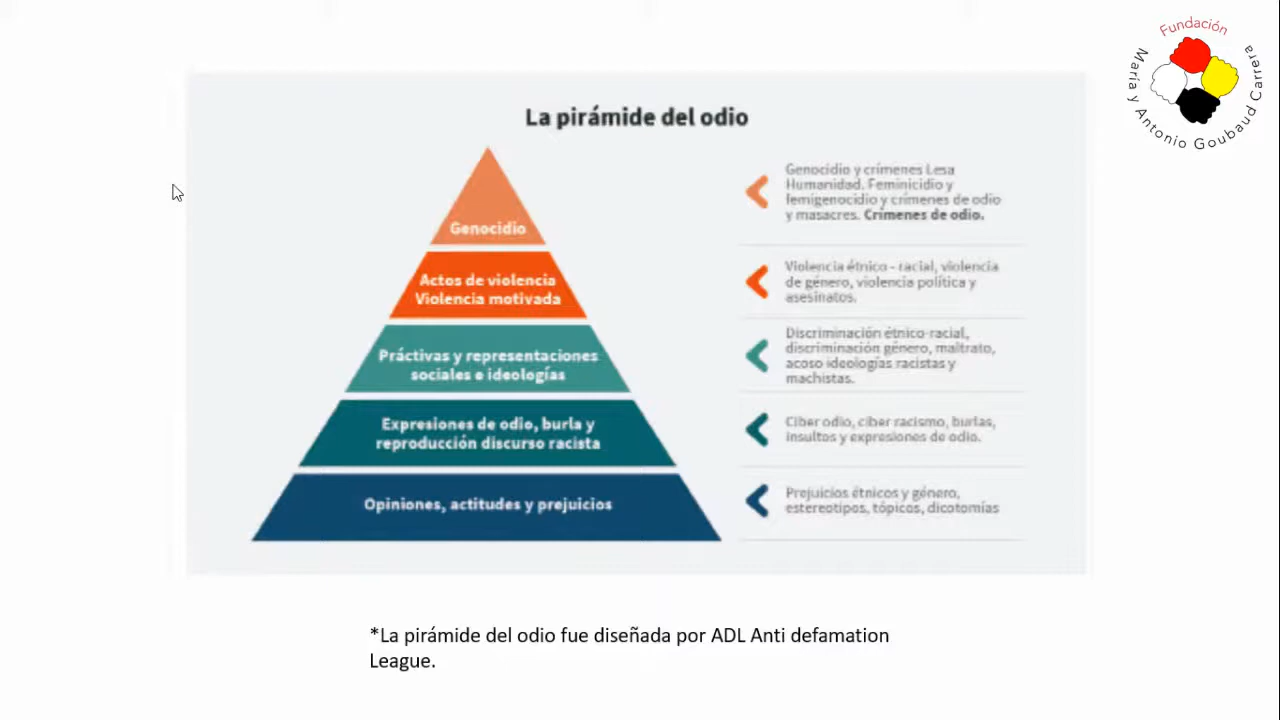 Fundación
María y Antonio Goubaud Carrera
La pirámide del odio
Genocidio
Genocidio y crímenes Lesa
Humanidad. Feminicidio y
femigenocidio y crímenes de odio
y masacres. Crímenes de odio.
Actos de violencia
Violencia motivada
Violencia étnico - racial, violencia
de género, violencia política y
asesinatos.
Práctivas y representaciones
sociales e ideologías
Discriminación étnico-racial,
discriminación género, maltrato,
acoso ideologías racistas y
machistas.
Expresiones de odio, burla y
reproducción discurso racista
Ciber odio, ciber racismo, burlas,
insultos y expresiones de odio.
Opiniones, actitudes y prejuicios
Prejuicios étnicos y género,
estereotipos, tópicos, dicotomías
*La pirámide del odio fue diseñada por ADL Anti defamation
League.